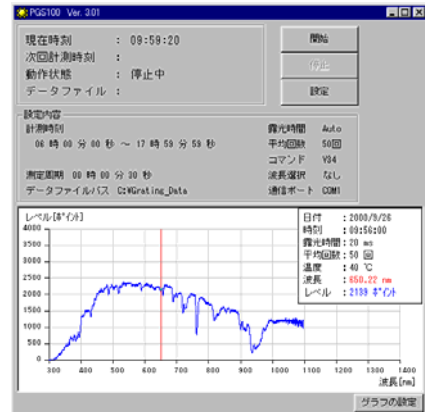 PGS100 Ver. 3.01
現在時刻 : 09:59:20
次回計測時刻 :
動作状態 : 停止中
データファイル :
開始
停止
設定
設定内容
計測時刻
06 時 00 分 00 秒 ～ 17 時 59 分 59 秒
測定周期 00 時 00 分 30 秒
データファイルパス C:¥Grating_Data
露光時間 Auto
平均回数 50回
コマンド Y34
波長選択 なし
通信ポート COM1
レベル[ポイント]
4000
3500
3000
2500
2000
1500
1000
500
0
300 400 500 600 700 800 900 1000 1100 1200 1300 1400
波長[nm]
日付 : 2000/9/26
時刻 : 09:56:00
露光時間 : 20 ms
平均回数 : 50 回
温度 : 40 ℃
波長 : 650.22 nm
レベル : 2139 ポイント
グラフの設定